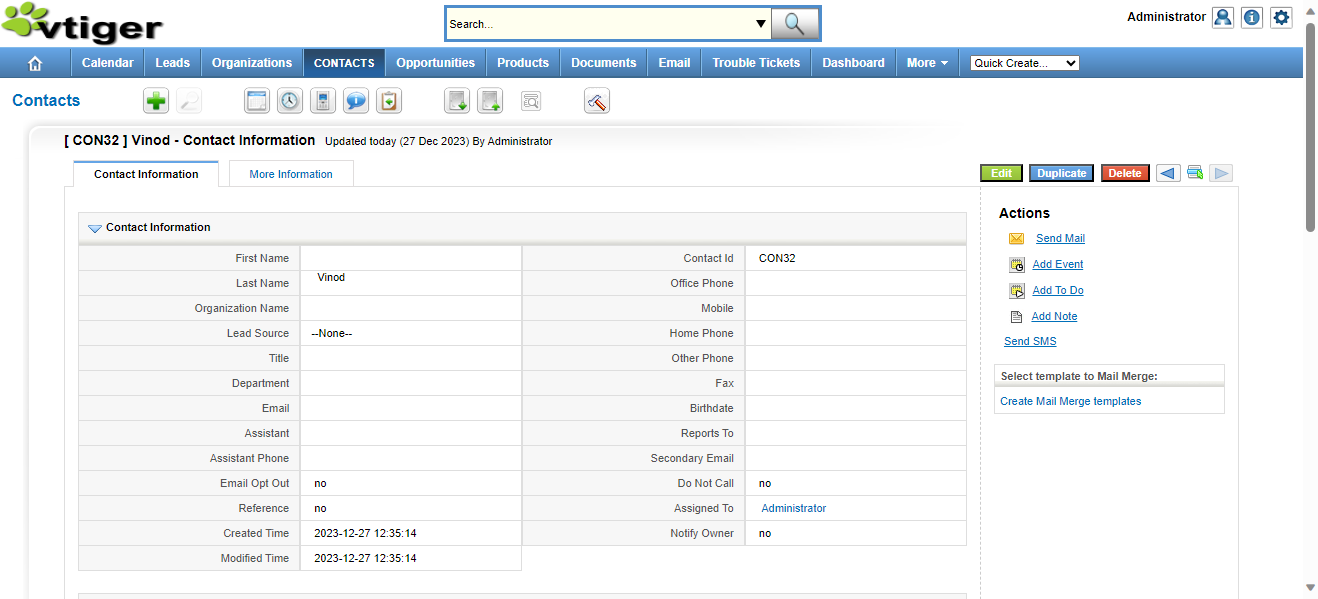 vtiger
Search...
Administrator
Calendar Leads Organizations CONTACTS Opportunities Products Documents Email Trouble Tickets Dashboard More Quick Create...
Contacts
[ CON32 ] Vinod - Contact Information Updated today (27 Dec 2023) By Administrator
Contact Information More Information
Edit Duplicate Delete
Contact Information
First Name Contact Id CON32
Last Name Vinod Office Phone
Organization Name Mobile
Lead Source --None-- Home Phone
Title Other Phone
Department Fax
Email Birthdate
Assistant Reports To
Assistant Phone Secondary Email
Email Opt Out no Do Not Call no
Reference no Assigned To Administrator
Created Time 2023-12-27 12:35:14 Notify Owner no
Modified Time 2023-12-27 12:35:14
Actions
Send Mail
Add Event
Add To Do
Add Note
Send SMS
Select template to Mail Merge:
Create Mail Merge templates